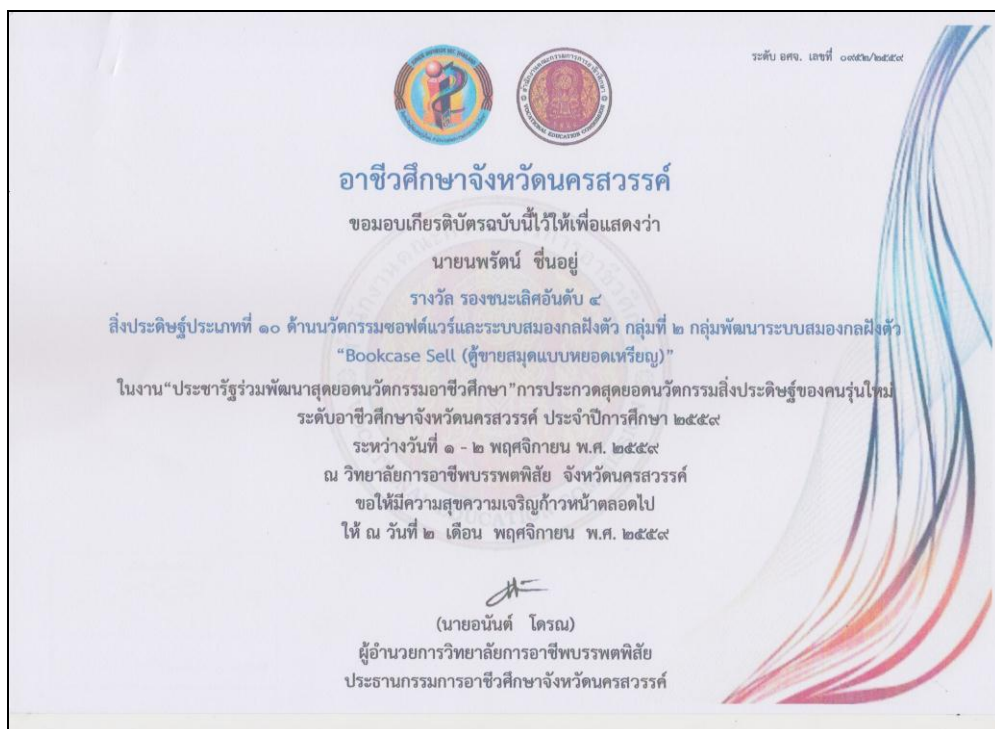 ระดับ อศจ. เลขที่ ๐๙๕๒/๒๕๕๙
อาชีวศึกษาจังหวัดนครสวรรค์
ขอมอบเกียรติบัตรฉบับนี้ไว้ให้เพื่อแสดงว่า
นายนพรัตน์ ชื่นอยู่
รางวัล รองชนะเลิศอันดับ ๔
สิ่งประดิษฐ์ประเภทที่ ๑๐ ด้านนวัตกรรมซอฟต์แวร์และระบบสมองกลฝังตัว กลุ่มที่ ๒ กลุ่มพัฒนาระบบสมองกลฝังตัว
“Bookcase Sell (ตู้ขายสมุดแบบหยอดเหรียญ)”
ในงาน“ประชารัฐร่วมพัฒนาสุดยอดนวัตกรรมอาชีวศึกษา”การประกวดสุดยอดนวัตกรรมสิ่งประดิษฐ์ของคนรุ่นใหม่
ระดับอาชีวศึกษาจังหวัดนครสวรรค์ ประจำปีการศึกษา ๒๕๕๙
ระหว่างวันที่ ๑ - ๒ พฤศจิกายน พ.ศ. ๒๕๕๙
ณ วิทยาลัยการอาชีพบรรพตพิสัย จังหวัดนครสวรรค์
ขอให้มีความสุขความเจริญก้าวหน้าตลอดไป
ให้ ณ วันที่ ๒ เดือน พฤศจิกายน พ.ศ. ๒๕๕๙
(นายอนันต์ โดรณ)
ผู้อำนวยการวิทยาลัยการอาชีพบรรพตพิสัย
ประธานกรรมการอาชีวศึกษาจังหวัดนครสวรรค์